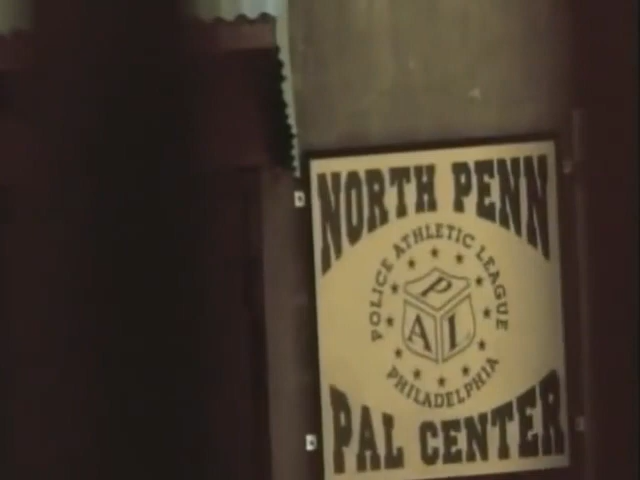 NORTH PENN
POLICE ATHLETIC LEAGUE
P
A L
PHILADELPHIA
PAL CENTER